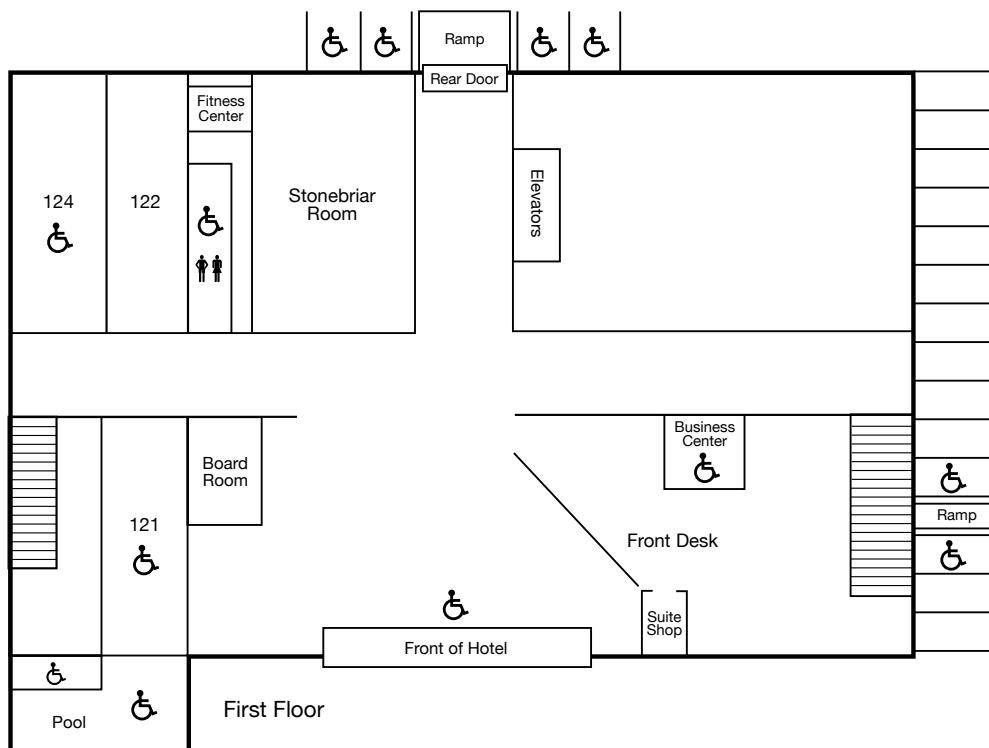 Ramp
Rear Door
Fitness
Center
124
122
Stonebriar
Room
Elevators
Business
Center
Board
Room
Ramp
121
Front Desk
Suite
Shop
Front of Hotel
Pool
First Floor